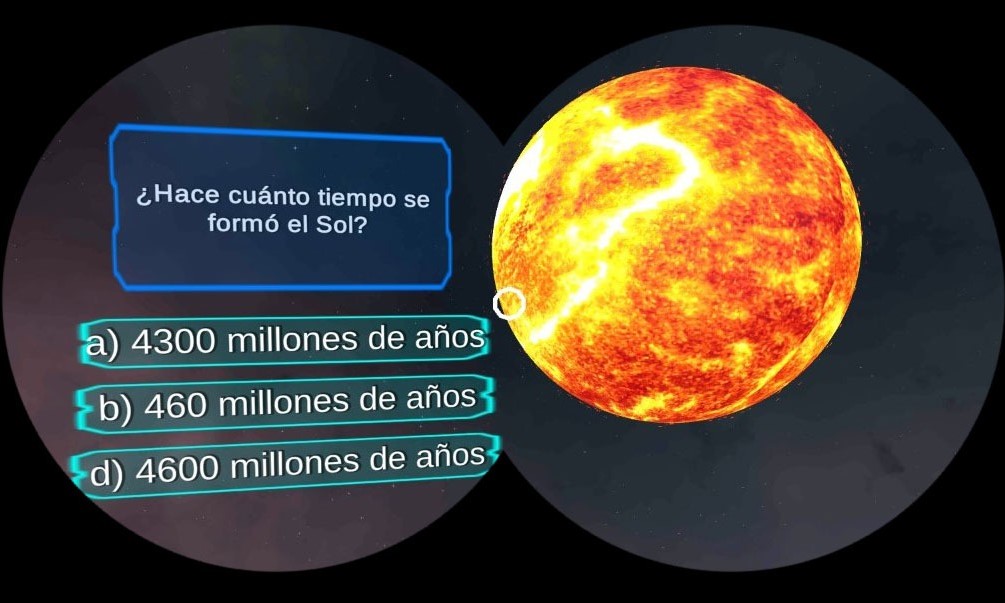 ¿Hace cuánto tiempo se
formó el Sol?
a) 4300 millones de años
b) 460 millones de años
d) 4600 millones de años